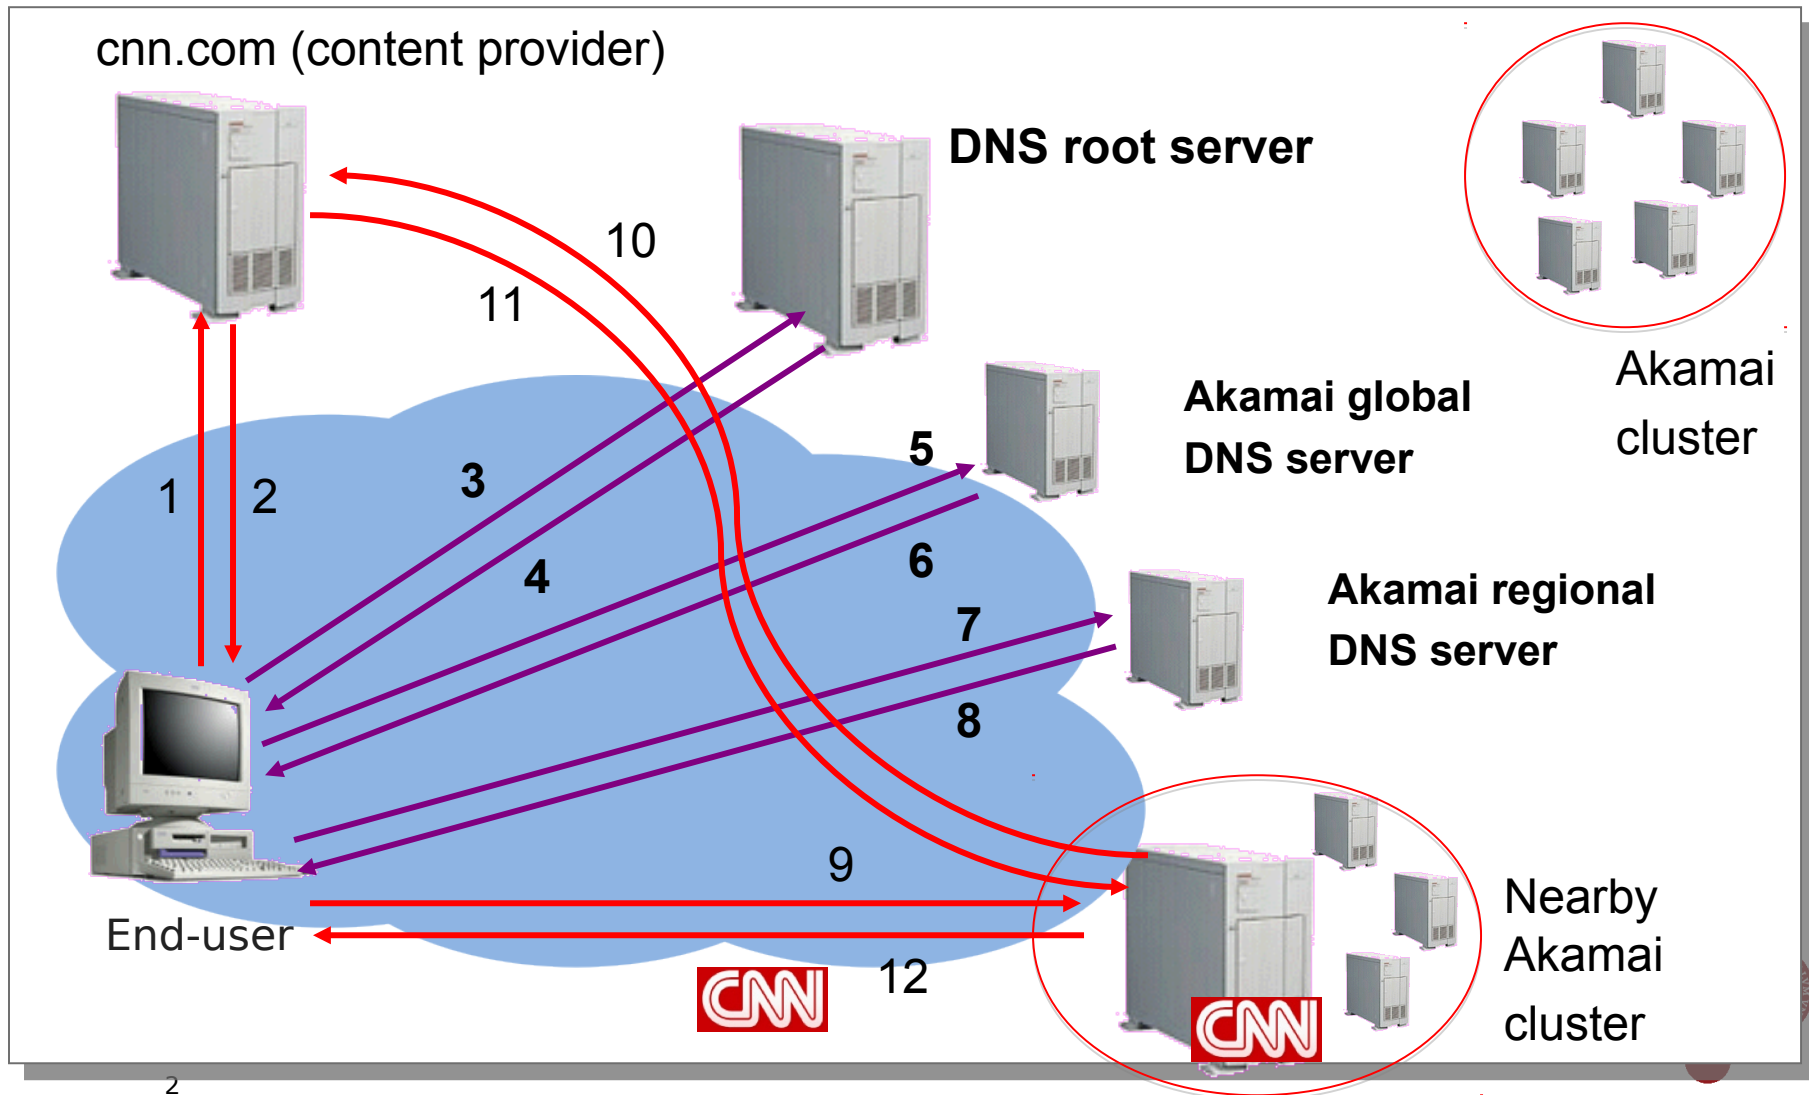 cnn.com (content provider)
DNS root server
10
11
Akamai
cluster
Akamai global
DNS server
5
3
1
2
6
4
Akamai regional
DNS server
7
8
9
End-user
12
CNN
CNN
Nearby
Akamai
cluster
2